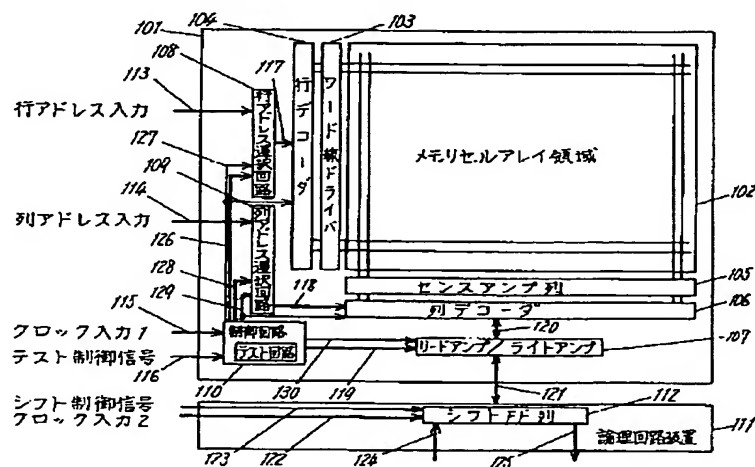 104
103
101
108
117
113
行アドレス入力
行アドレス選択回路
行デコーダ
ワード線ドライバ
メモリセルアレイ領域
127
109
114
列アドレス入力
列アドレス選択回路
102
126
128
129
118
センスアンプ列
105
列デコーダ
106
115
クロック入力1
制御回路
120
テスト制御信号
テスト回路
リードアンプ/ライトアンプ
107
116
110
130
119
121
シフト制御信号
クロック入力2
シフトFF列
112
論理回路装置
111
123
122
124
125